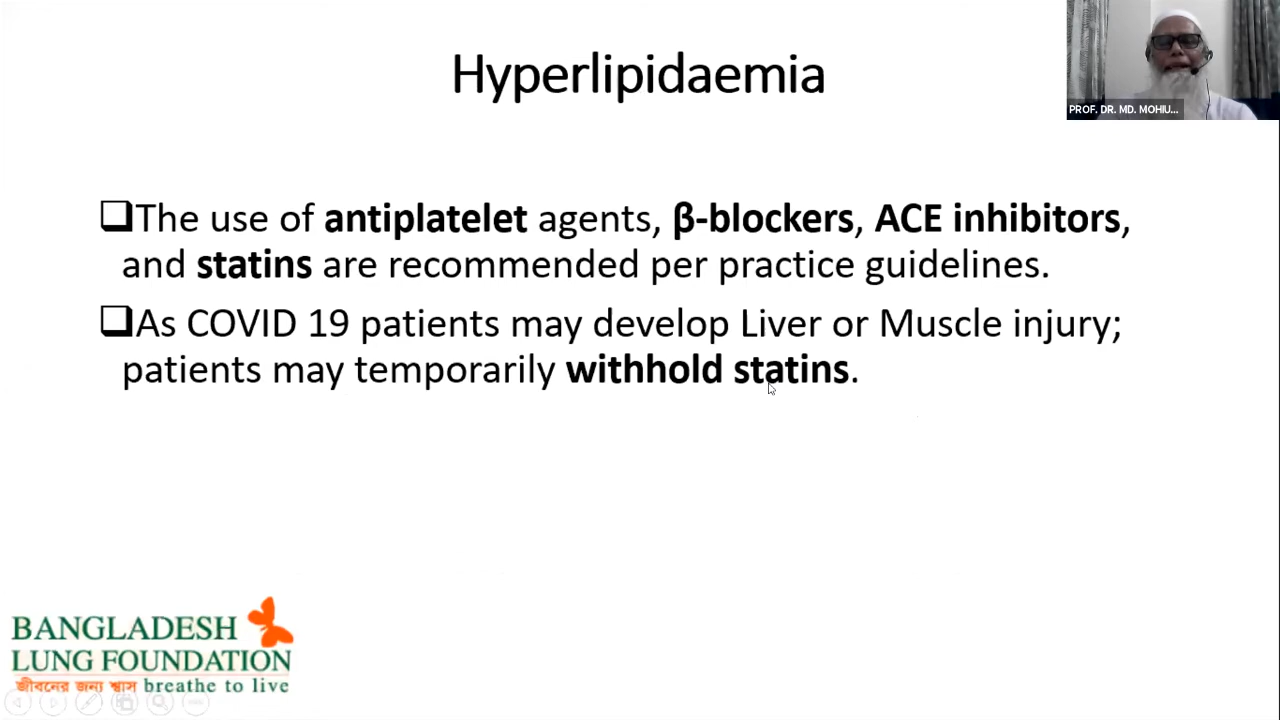 Hyperlipidaemia
PROF. DR. MD. MOHIU...
The use of antiplatelet agents, β-blockers, ACE inhibitors,
and statins are recommended per practice guidelines.
As COVID 19 patients may develop Liver or Muscle injury;
patients may temporarily withhold statins.
BANGLADESH
LUNG FOUNDATION
জীবনের জন্য শ্বাস breathe to live